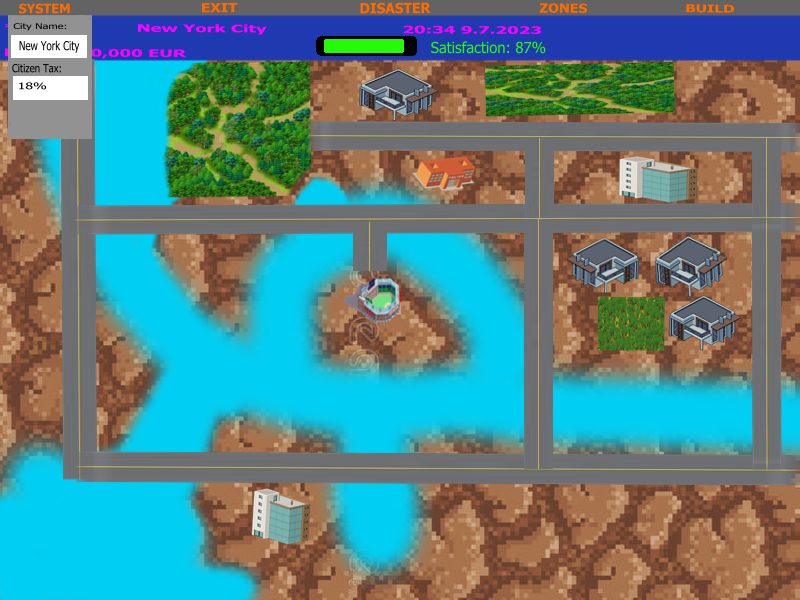 SYSTEM EXIT DISASTER ZONES BUILD
City Name:
New York City 20:34 9.7.2023
New York City
Satisfaction: 87%
0,000 EUR
Citizen Tax:
18%